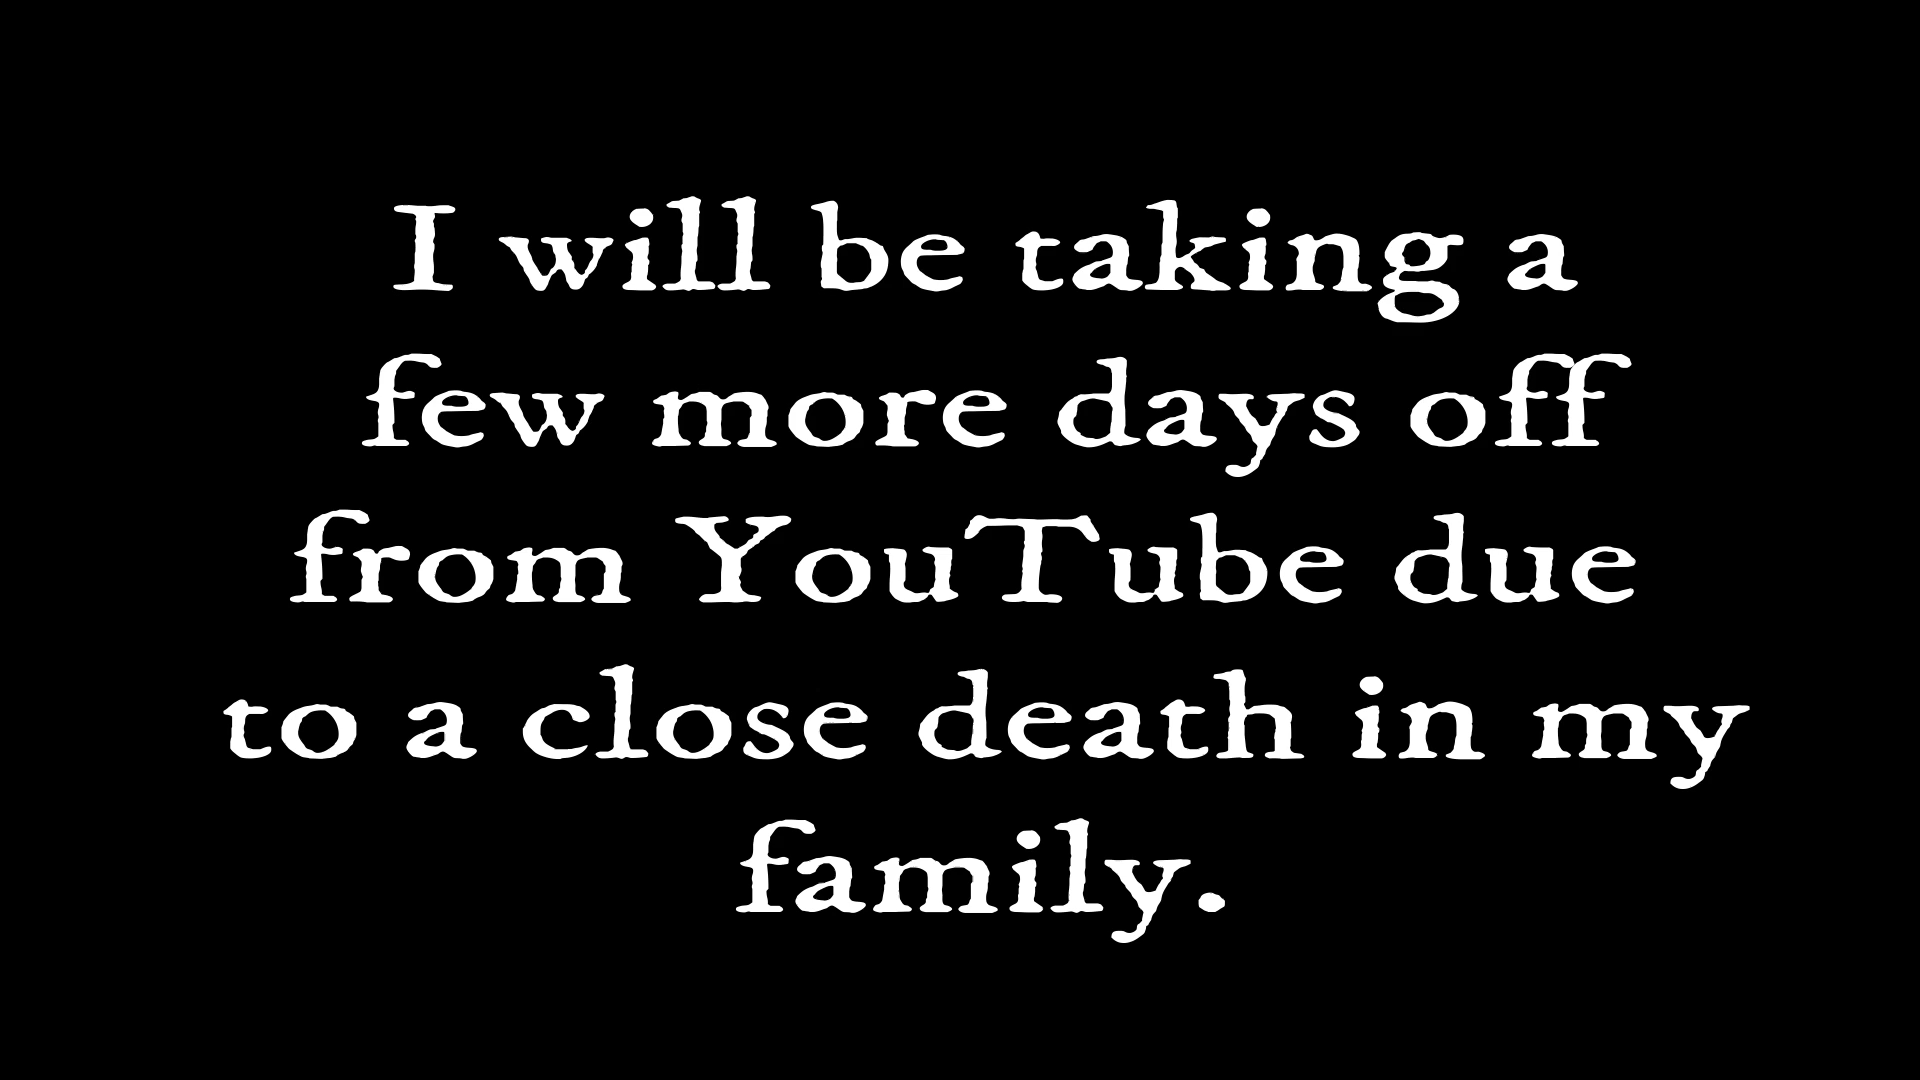 I will be taking a
few more days off
from YouTube due
to a close death in my
family.